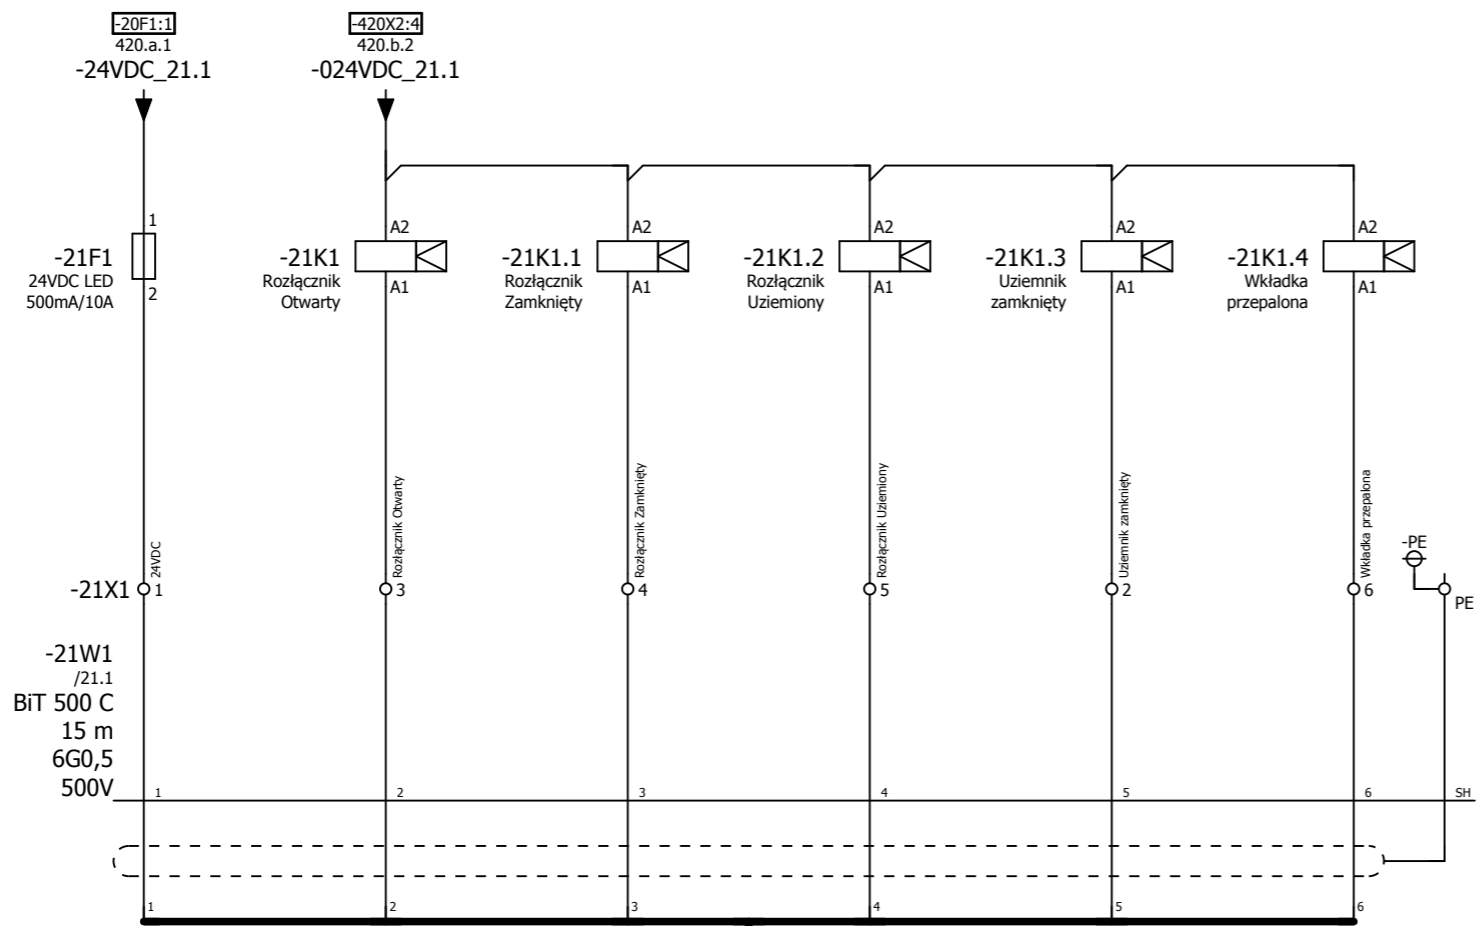 -20F1:1
420.a.1
-24VDC_21.1
-420X2:4
420.b.2
-024VDC_21.1
1
-21F1
24VDC LED
500mA/10A
2
A2
-21K1
Rozłącznik
Otwarty
A1
A2
-21K1.1
Rozłącznik
Zamknięty
A1
A2
-21K1.2
Rozłącznik
Uziemiony
A1
A2
-21K1.3
Uziemnik
zamknięty
A1
A2
-21K1.4
Wkładka
przepalona
A1
24VDC
Rozłącznik Otwarty
Rozłącznik Zamknięty
Rozłącznik Uziemiony
Uziemnik zamknięty
Wkładka przepalona
-PE
-21X1 1 3 4 5 2 6 PE
-21W1
/21.1
BiT 500 C
15 m
6G0,5
500V
1 2 3 4 5 6 SH
1 2 3 4 5 6